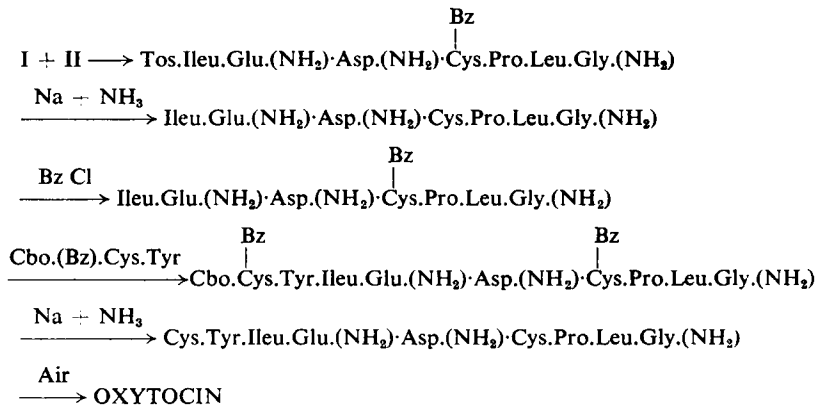 Bz
I + II ⟶ Tos.Ileu.Glu.(NH₂)·Asp.(NH₂)·Cys.Pro.Leu.Gly.(NH₂)
Na + NH₃
Ileu.Glu.(NH₂)·Asp.(NH₂)·Cys.Pro.Leu.Gly.(NH₂)
Bz
Bz Cl
Ileu.Glu.(NH₂)·Asp.(NH₂)·Cys.Pro.Leu.Gly.(NH₂)
Bz Bz
Cbo.(Bz).Cys.Tyr
Cbo.Cys.Tyr.Ileu.Glu.(NH₂)·Asp.(NH₂)·Cys.Pro.Leu.Gly.(NH₂)
Na + NH₃
Cys.Tyr.Ileu.Glu.(NH₂)·Asp.(NH₂)·Cys.Pro.Leu.Gly.(NH₂)
Air
OXYTOCIN